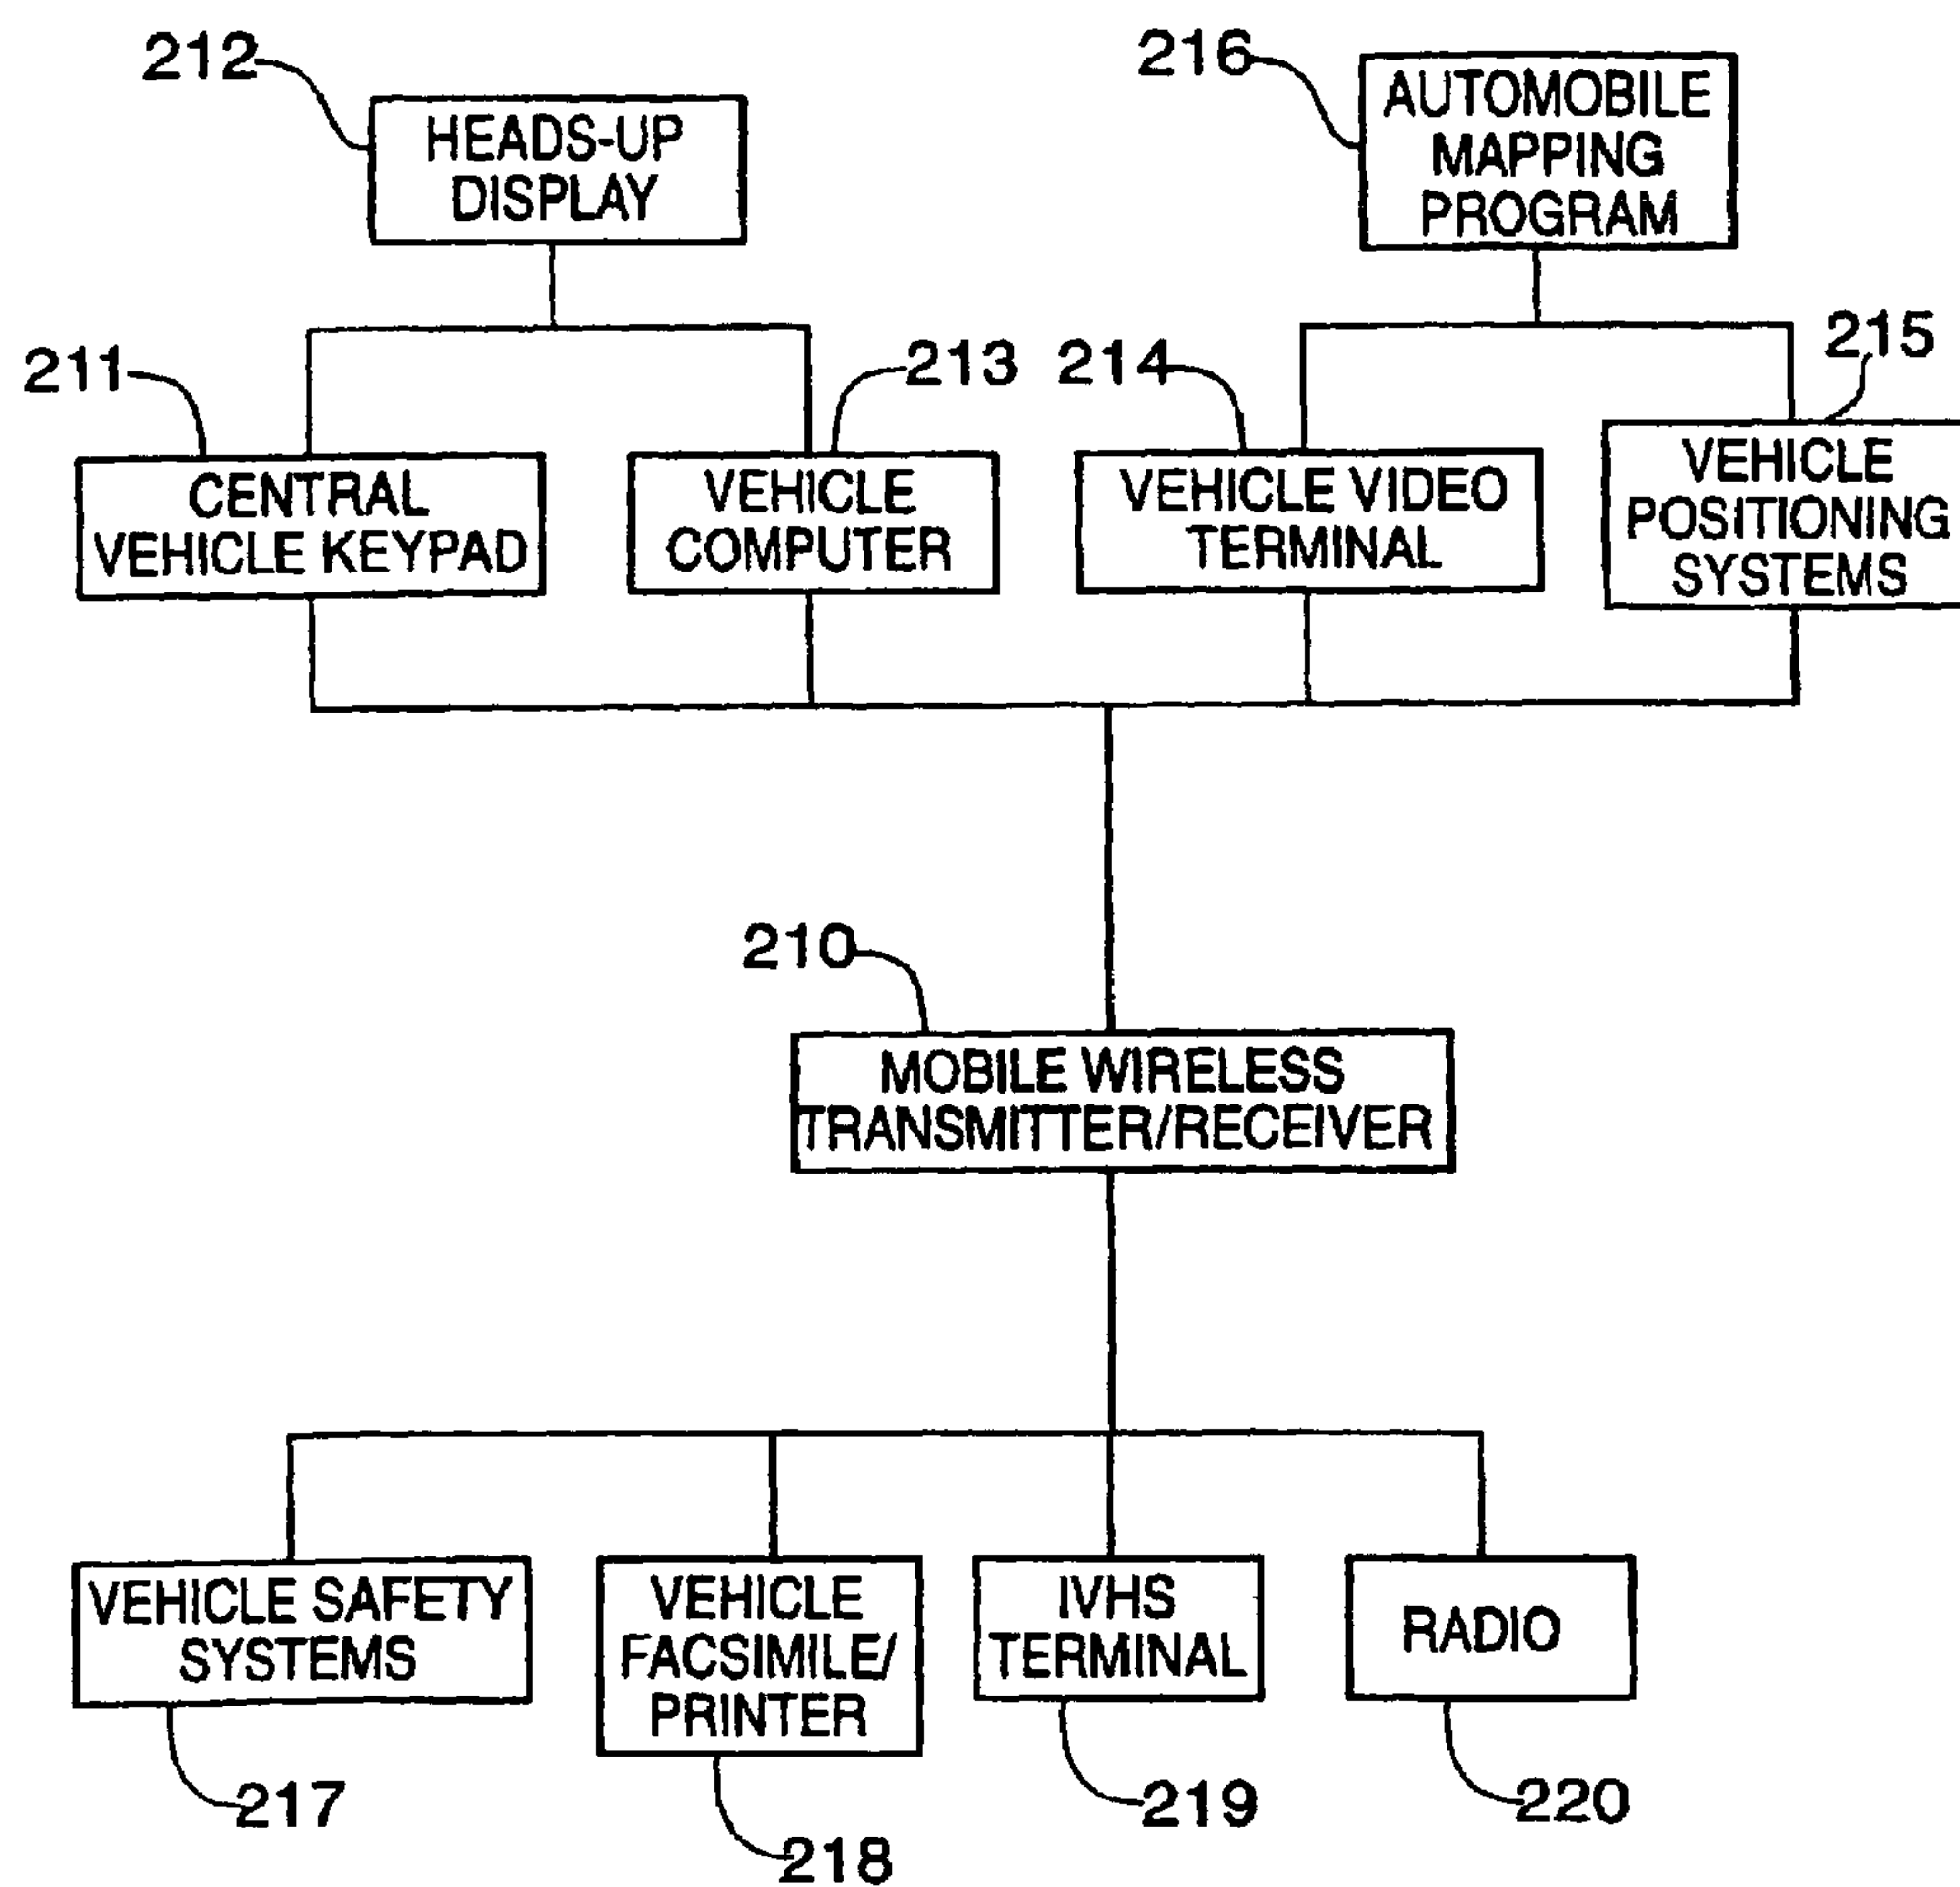 212
HEADS-UP
DISPLAY
216
AUTOMOBILE
MAPPING
PROGRAM
211
CENTRAL
VEHICLE KEYPAD
213
VEHICLE
COMPUTER
214
VEHICLE VIDEO
TERMINAL
215
VEHICLE
POSITIONING
SYSTEMS
210
MOBILE WIRELESS
TRANSMITTER/RECEIVER
VEHICLE SAFETY
SYSTEMS
217
VEHICLE
FACSIMILE/
PRINTER
218
IVHS
TERMINAL
219
RADIO
220